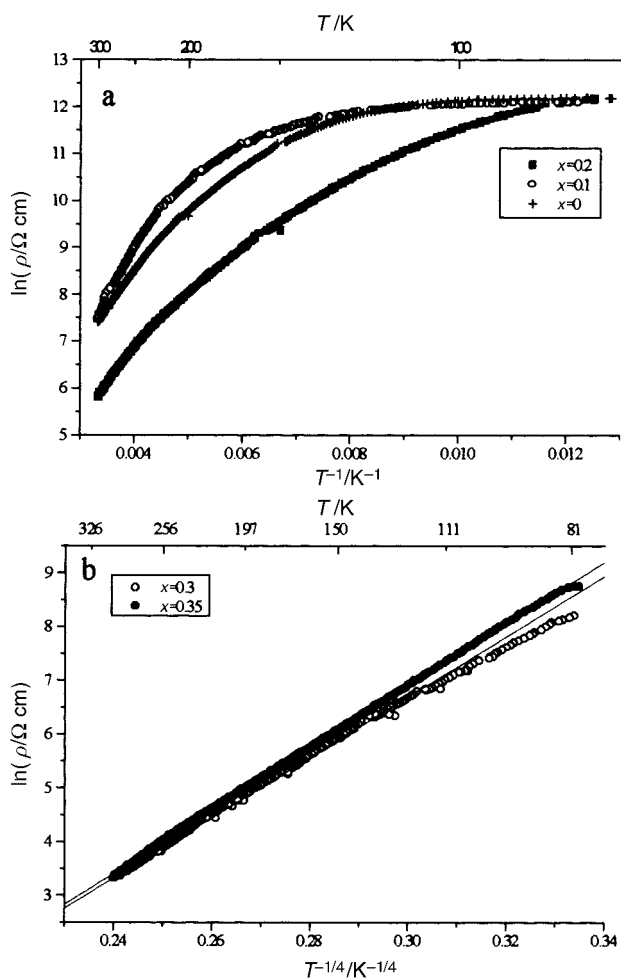 T/K
300 200 100
13
12
11
10
9
8
7
6
5
a
ln(ρ/Ω cm)
x=0.2
x=0.1
x=0
0.004 0.006 0.008 0.010 0.012
T⁻¹/K⁻¹
T/K
326 256 197 150 111 81
9
8
7
6
5
4
3
b
x=0.3
x=0.35
ln(ρ/Ω cm)
0.24 0.26 0.28 0.30 0.32 0.34
T⁻¹/⁴/K⁻¹/⁴